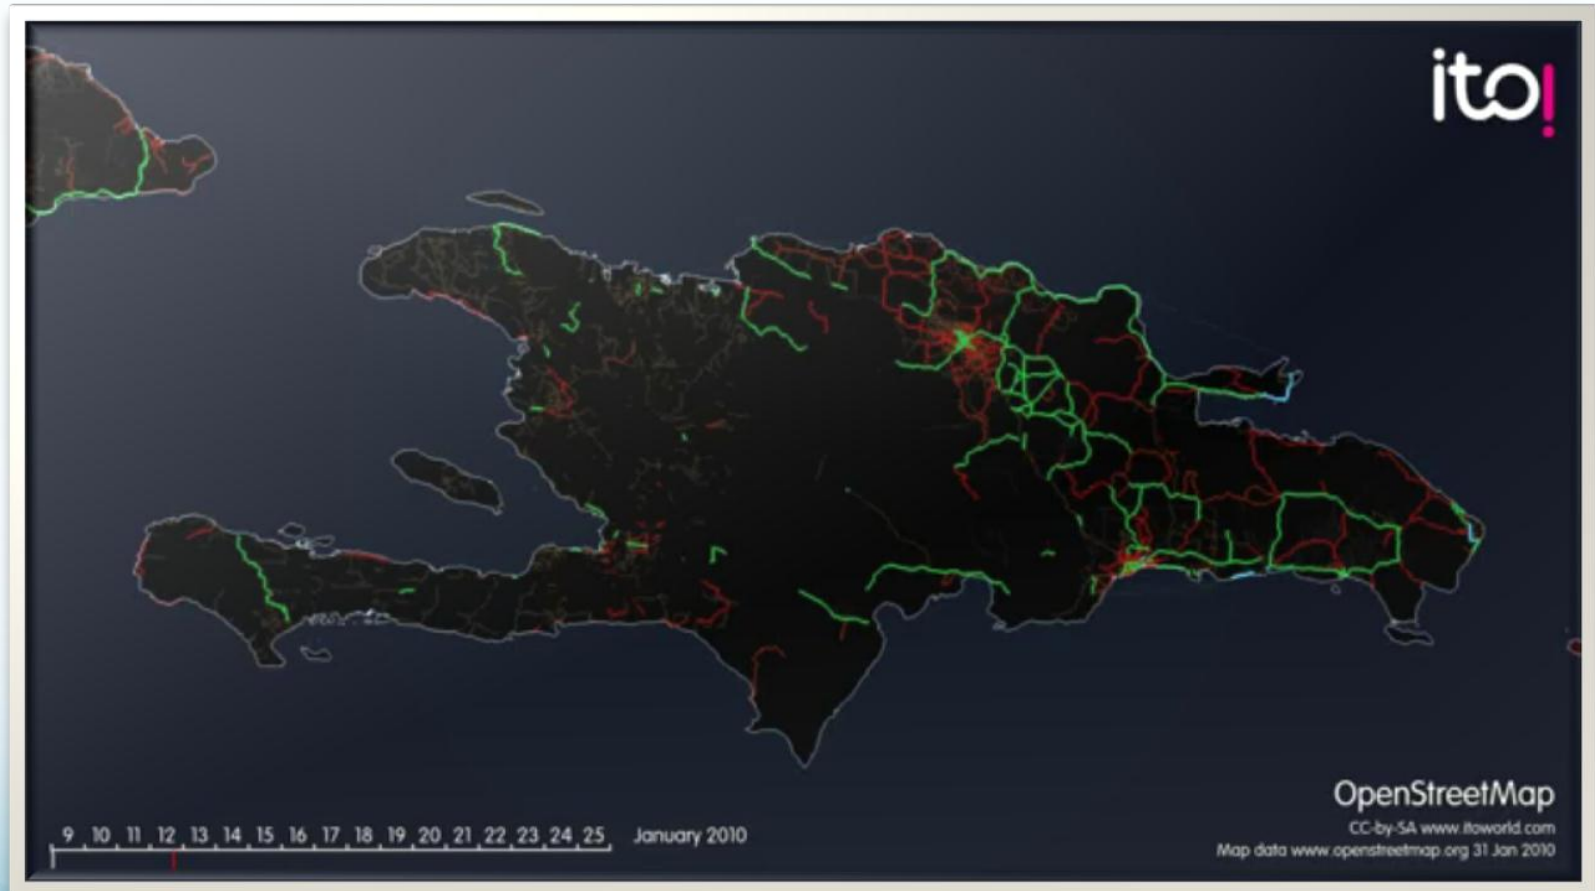 ito!
9 10 11 12 13 14 15 16 17 18 19 20 21 22 23 24 25 January 2010
OpenStreetMap
CC-by-SA www.itoworld.com
Map data www.openstreetmap.org 31 Jan 2010